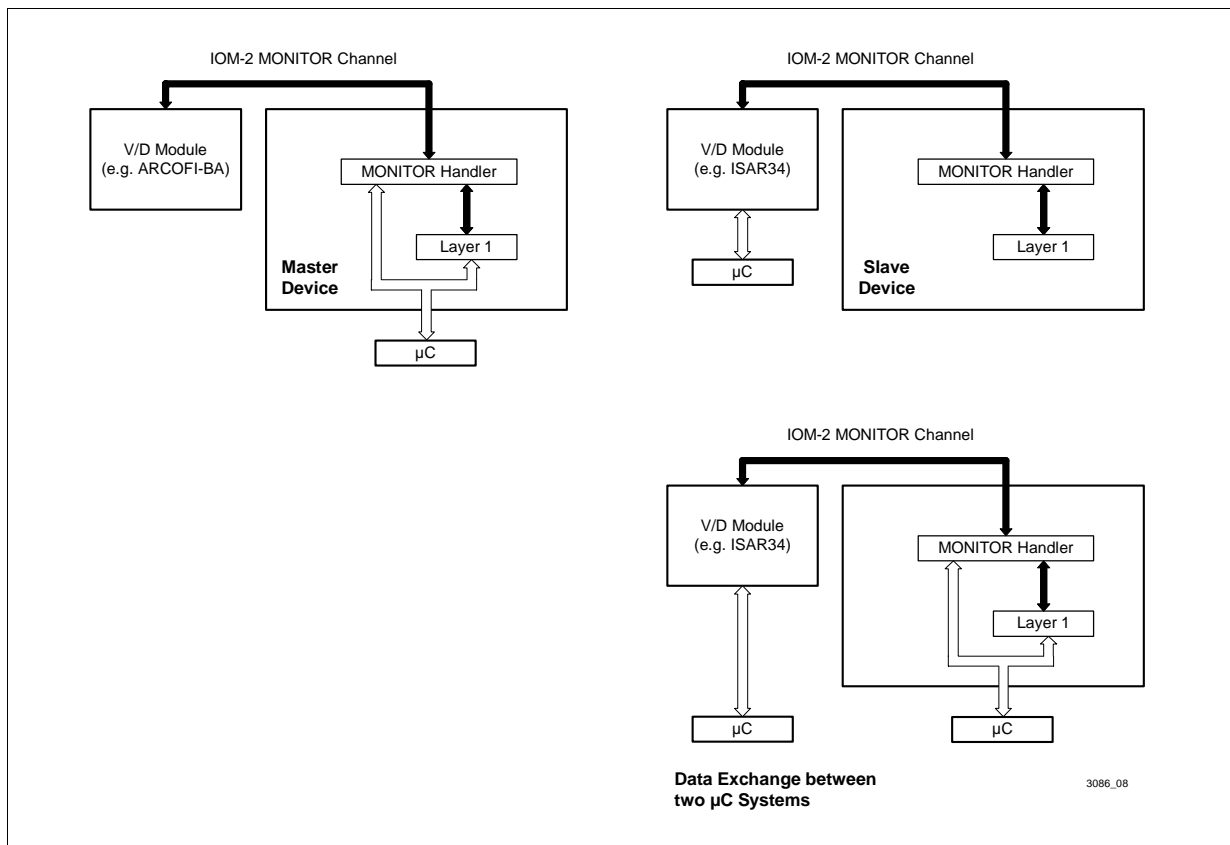 IOM-2 MONITOR Channel
V/D Module
(e.g. ARCOFI-BA)
MONITOR Handler
Layer 1
Master
Device
µC
IOM-2 MONITOR Channel
V/D Module
(e.g. ISAR34)
µC
MONITOR Handler
Layer 1
Slave
Device
IOM-2 MONITOR Channel
V/D Module
(e.g. ISAR34)
MONITOR Handler
Layer 1
µC
µC
Data Exchange between
two µC Systems
3086_08